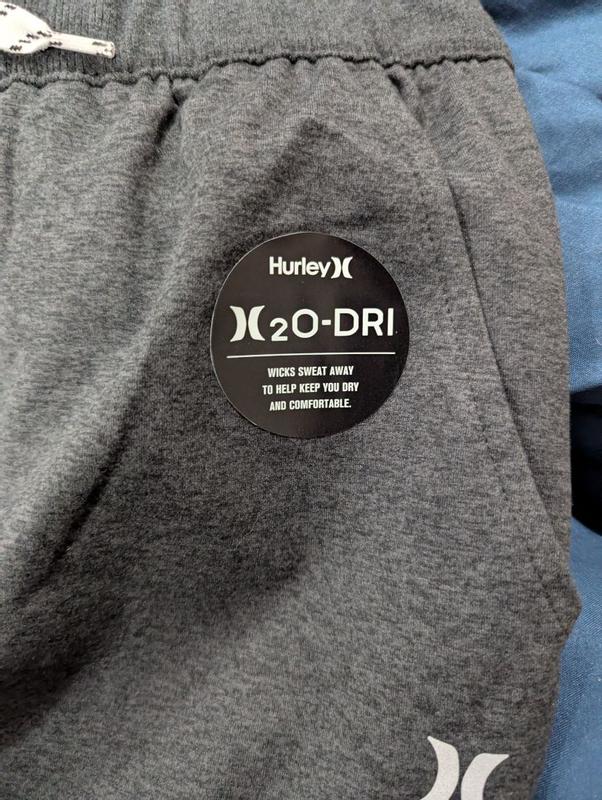 Hurley
H2O-DRI
WICKS SWEAT AWAY
TO HELP KEEP YOU DRY
AND COMFORTABLE.